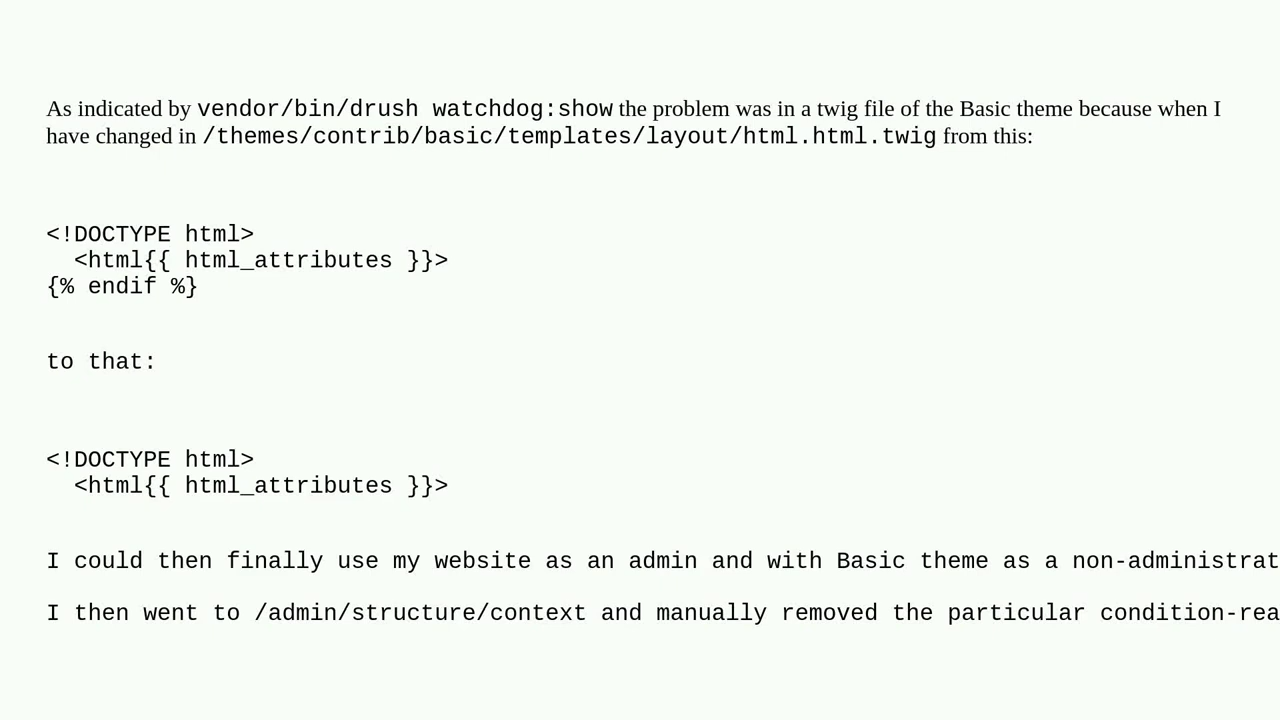 As indicated by vendor/bin/drush watchdog:show the problem was in a twig file of the Basic theme because when I
have changed in /themes/contrib/basic/templates/layout/html.html.twig from this:
<!DOCTYPE html>
<html{{ html_attributes }}>
{% endif %}
to that:
<!DOCTYPE html>
<html{{ html_attributes }}>
I could then finally use my website as an admin and with Basic theme as a non-administrat
I then went to /admin/structure/context and manually removed the particular condition-rea